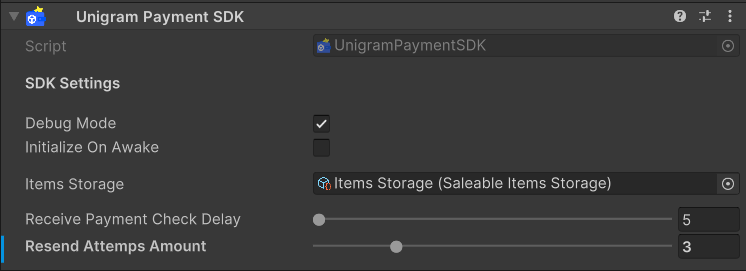 Unigram Payment SDK
Script UnigramPaymentSDK
SDK Settings
Debug Mode
Initialize On Awake
Items Storage Items Storage (Saleable Items Storage)
Receive Payment Check Delay 5
Resend Attemps Amount 3